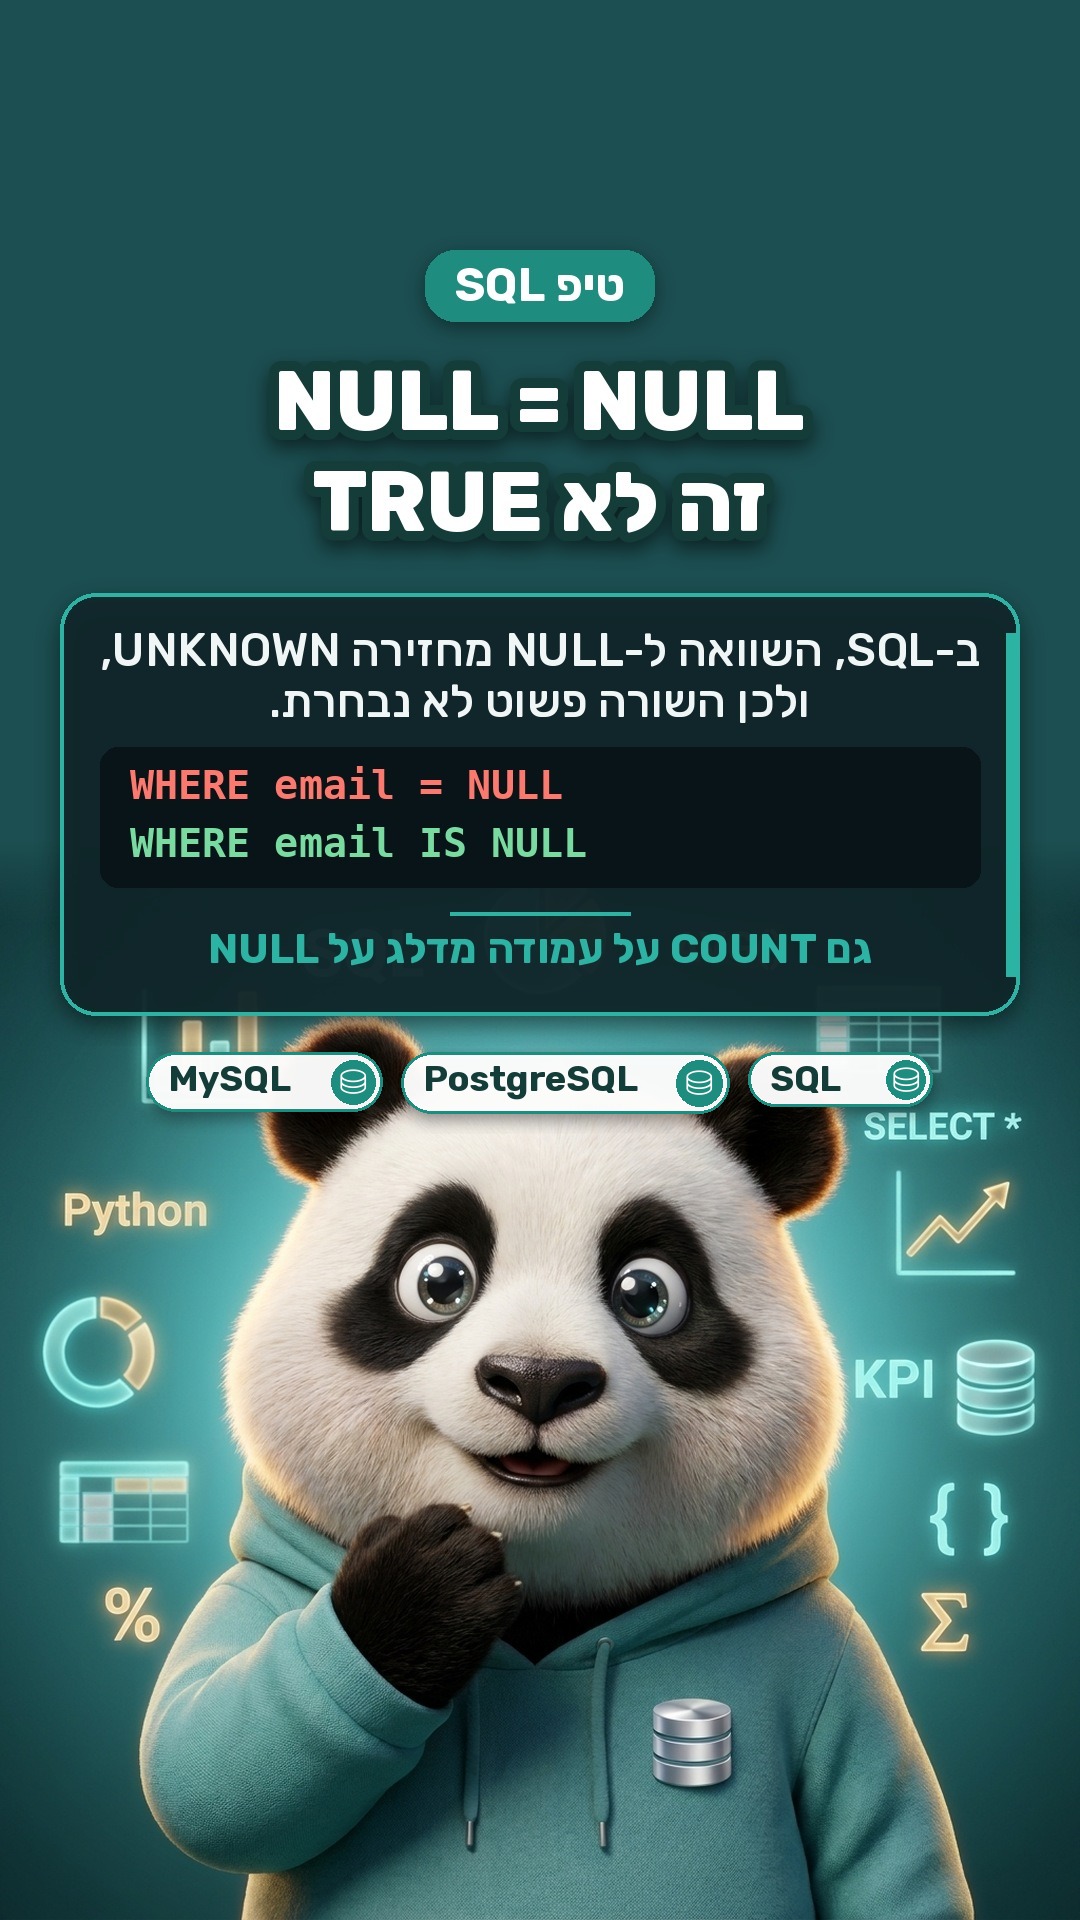 טיפ SQL
NULL = NULL
זה לא TRUE
ב-SQL, השוואה ל-NULL מחזירה UNKNOWN,
ולכן השורה פשוט לא נבחרת.
WHERE email = NULL
WHERE email IS NULL
גם COUNT על עמודה מדלג על NULL
SQL
PostgreSQL
MySQL
SELECT *
Python
KPI
{ }
%
Σ